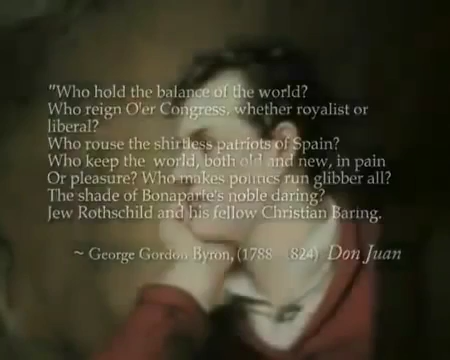 "Who hold the balance of the world?
Who reign O'er Congress, whether royalist or
liberal?
Who rouse the shirtless patriots of Spain?
Who keep the world, both old and new, in pain
Or pleasure? Who makes politics run glibber all?
The shade of Bonaparte's noble daring?
Jew Rothschild and his fellow Christian Baring.
~ George Gordon Byron, (1788 824) Don Juan